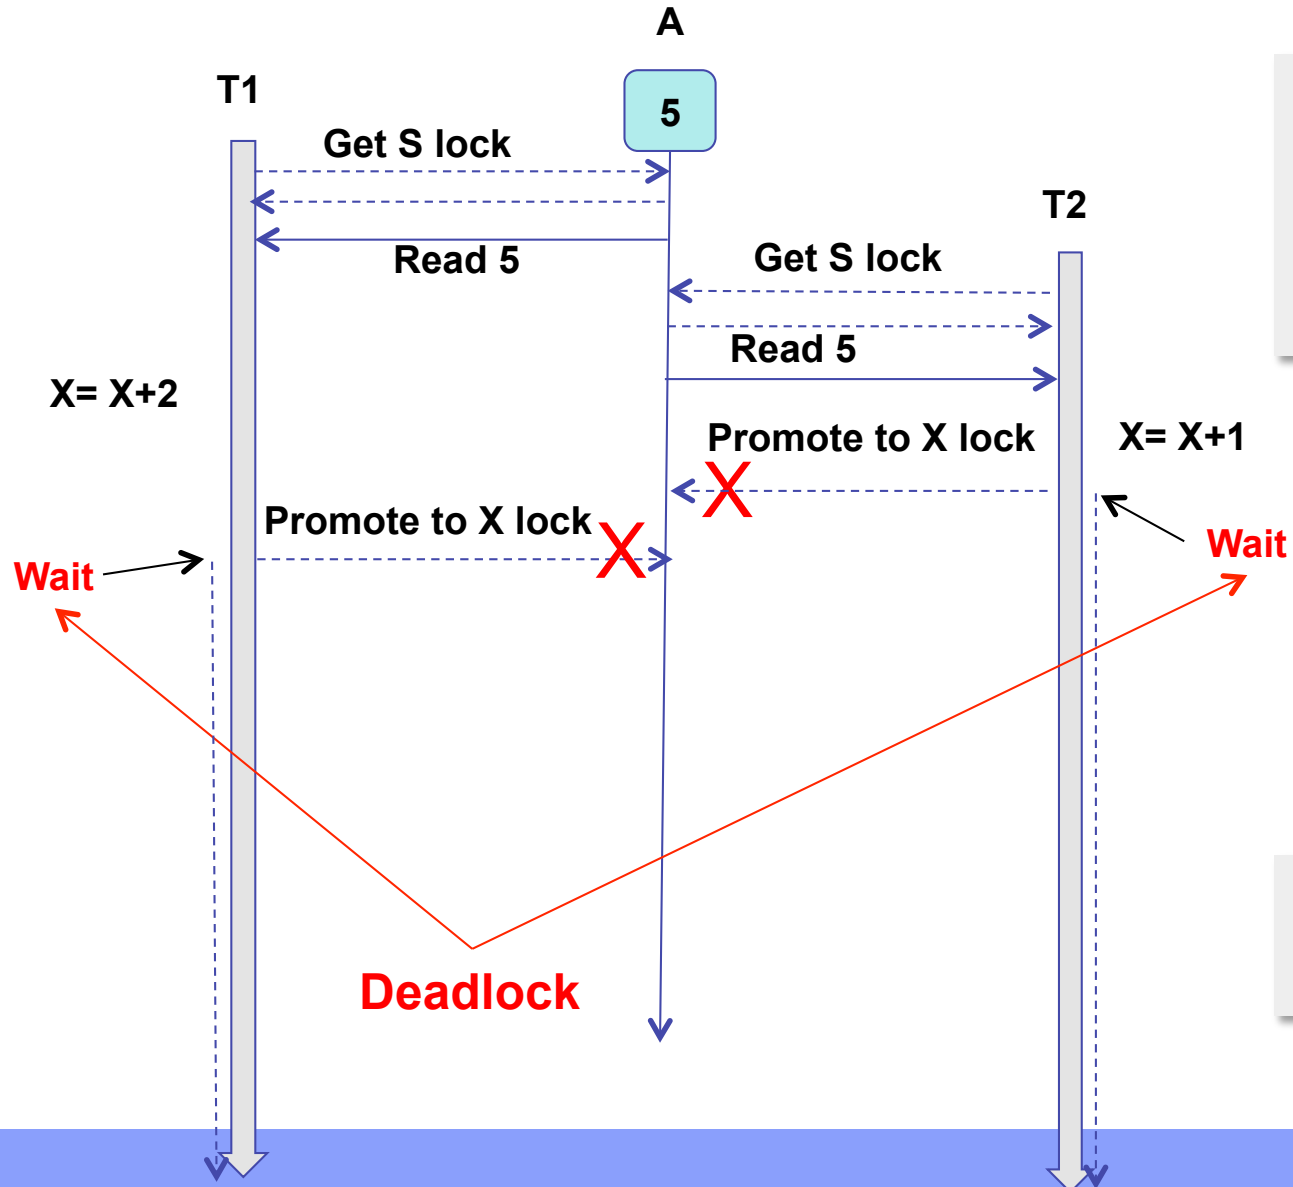 A
T1
5
Get S lock
T2
Read 5
Get S lock
Read 5
X= X+2
Promote to X lock
X= X+1
X
Promote to X lock
X
Wait
Wait
Deadlock